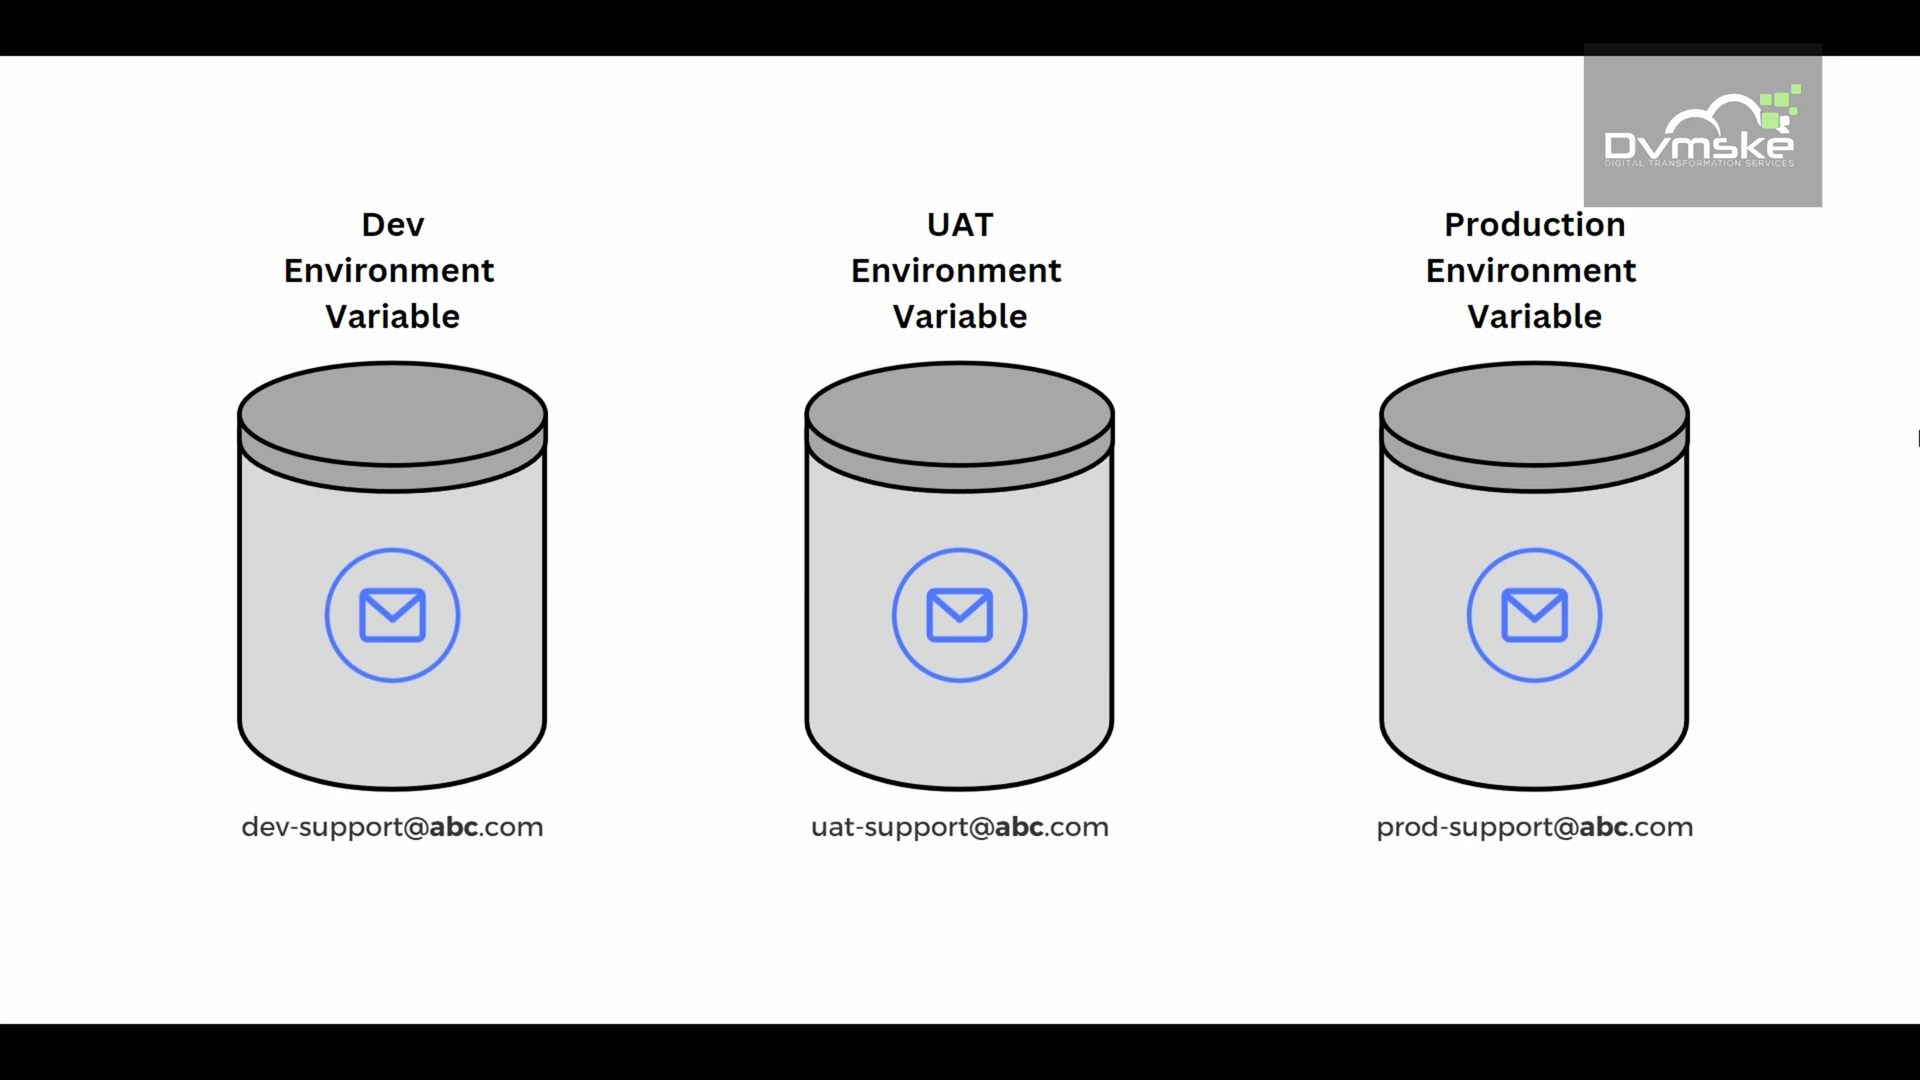 Dvmske
DIGITAL TRANSFORMATION SERVICES
Dev
Environment
Variable
UAT
Environment
Variable
Production
Environment
Variable
dev-support@abc.com
uat-support@abc.com
prod-support@abc.com